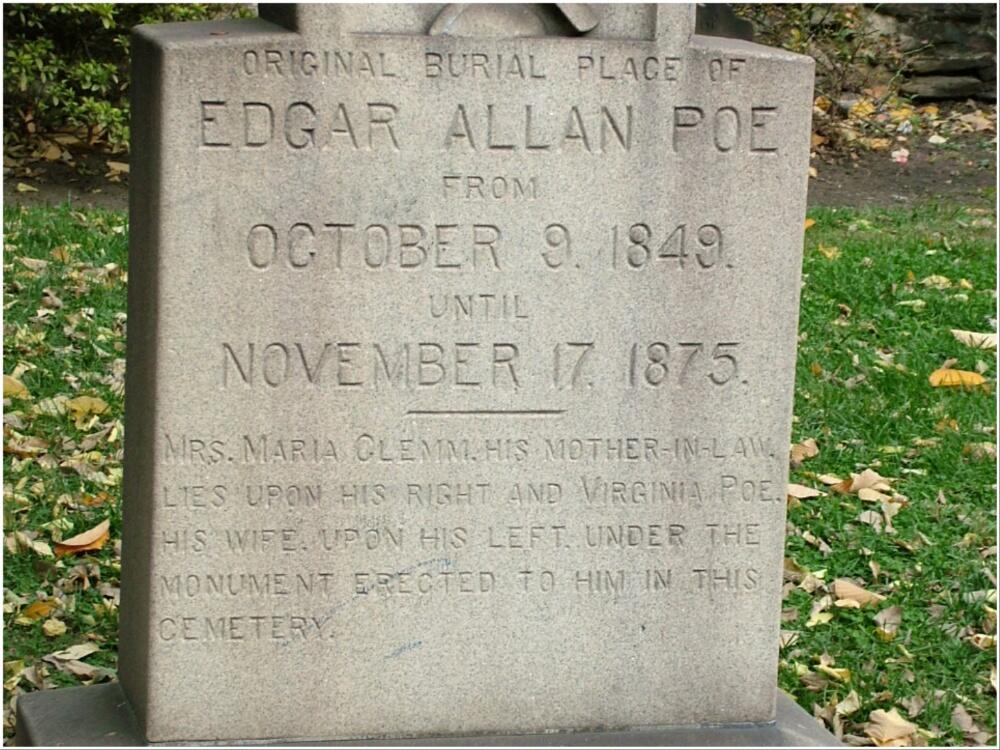 ORIGINAL BURIAL PLACE OF
EDGAR ALLAN POE
FROM
OCTOBER 9. 1849.
UNTIL
NOVEMBER 17. 1875.
MRS. MARIA CLEMM. HIS MOTHER-IN-LAW.
LIES UPON HIS RIGHT AND VIRGINIA POE.
HIS WIFE. UPON HIS LEFT. UNDER THE
MONUMENT ERECTED TO HIM IN THIS
CEMETERY.